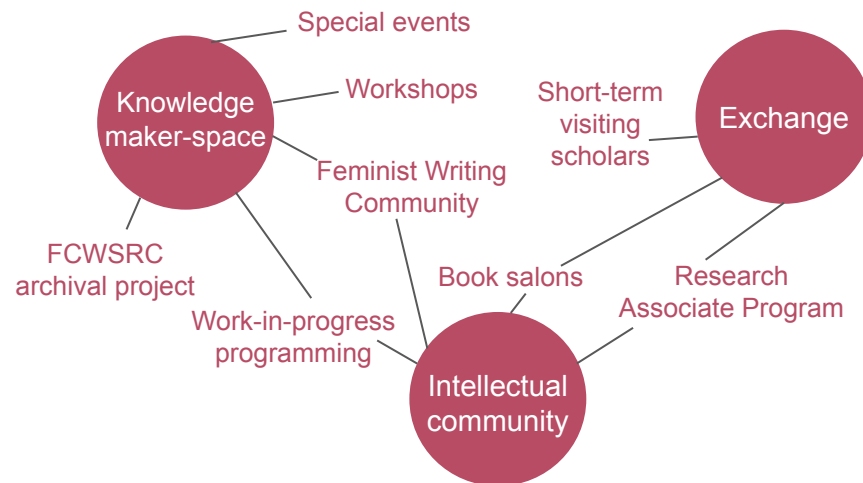 Special events
Knowledge
maker-space
Workshops
Short-term
visiting
scholars
Exchange
Feminist Writing
Community
FCWSRC
archival project
Book salons
Research
Associate Program
Work-in-progress
programming
Intellectual
community